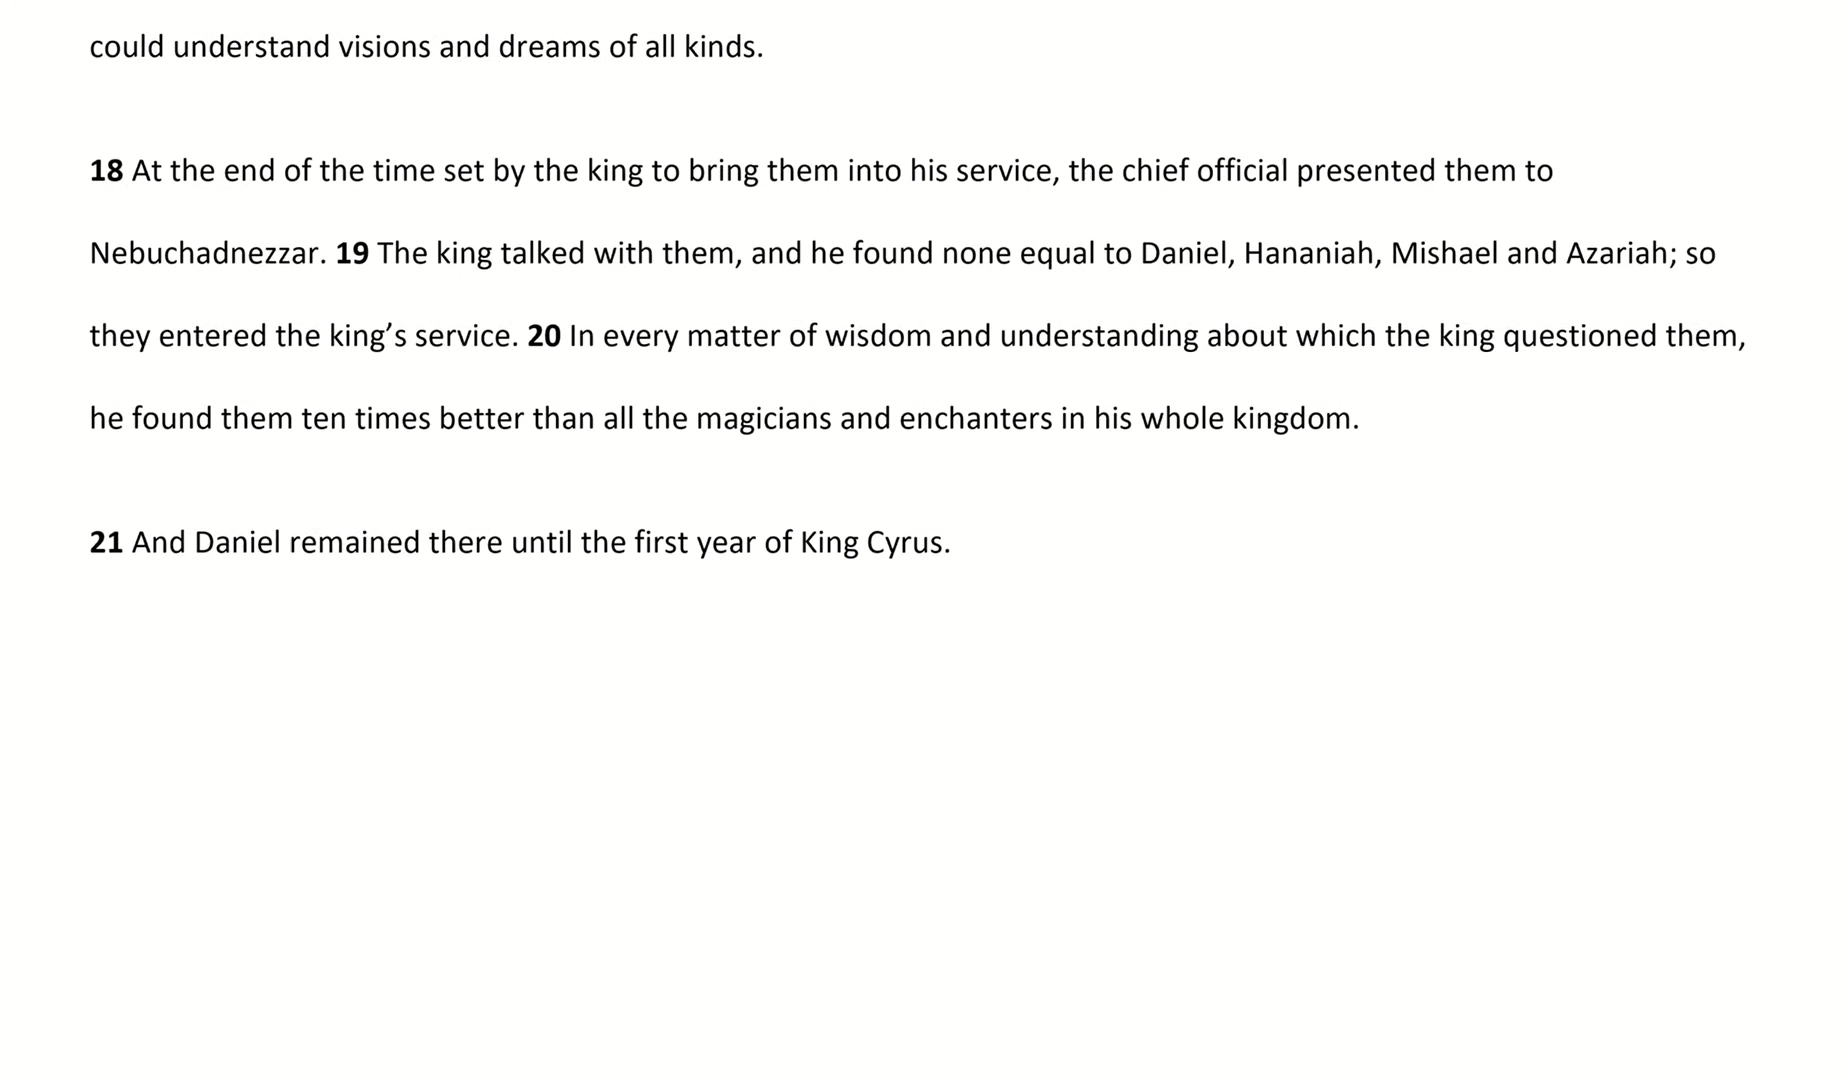 could understand visions and dreams of all kinds.
18 At the end of the time set by the king to bring them into his service, the chief official presented them to
Nebuchadnezzar. 19 The king talked with them, and he found none equal to Daniel, Hananiah, Mishael and Azariah; so
they entered the king’s service. 20 In every matter of wisdom and understanding about which the king questioned them,
he found them ten times better than all the magicians and enchanters in his whole kingdom.
21 And Daniel remained there until the first year of King Cyrus.